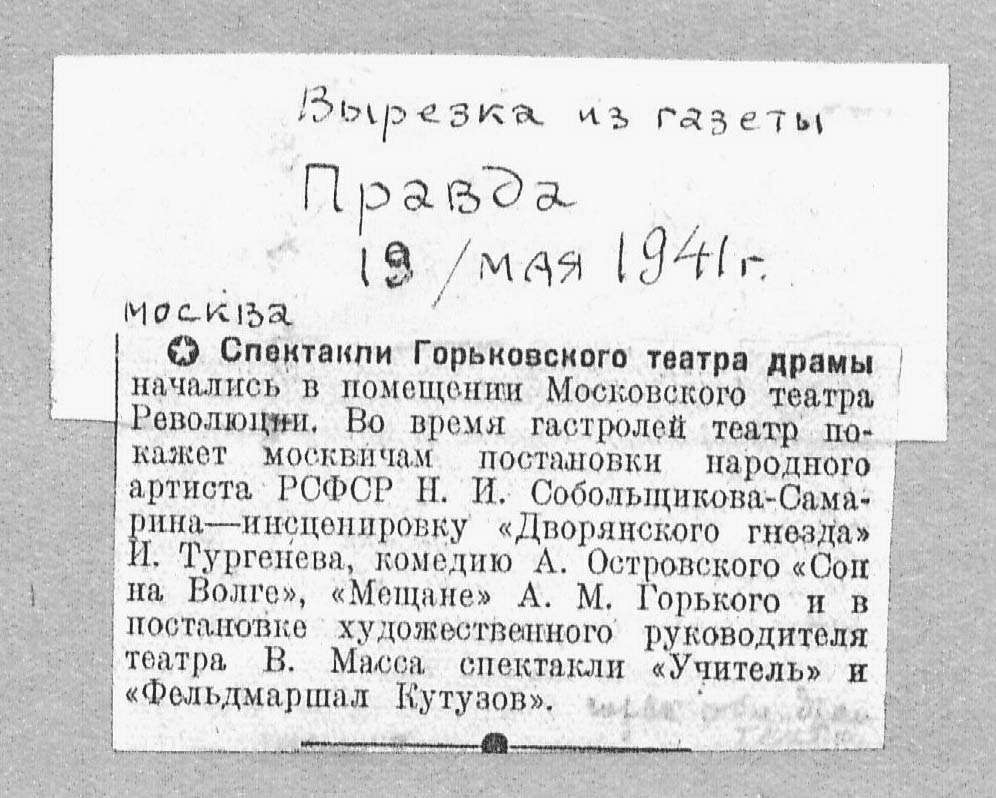 Вырезка из газеты
Правда
19 / мая 1941 г.
москва
✪ Спектакли Горьковского театра драмы
начались в помещении Московского театра
Революции. Во время гастролей театр по-
кажет москвичам постановки народного
артиста РСФСР Н. И. Собольщикова-Сама-
рина—инсценировку «Дворянского гнезда»
И. Тургенева, комедию А. Островского «Сон
на Волге», «Мещане» А. М. Горького и в
постановке художественного руководителя
театра В. Масса спектакли «Учитель» и
«Фельдмаршал Кутузов».